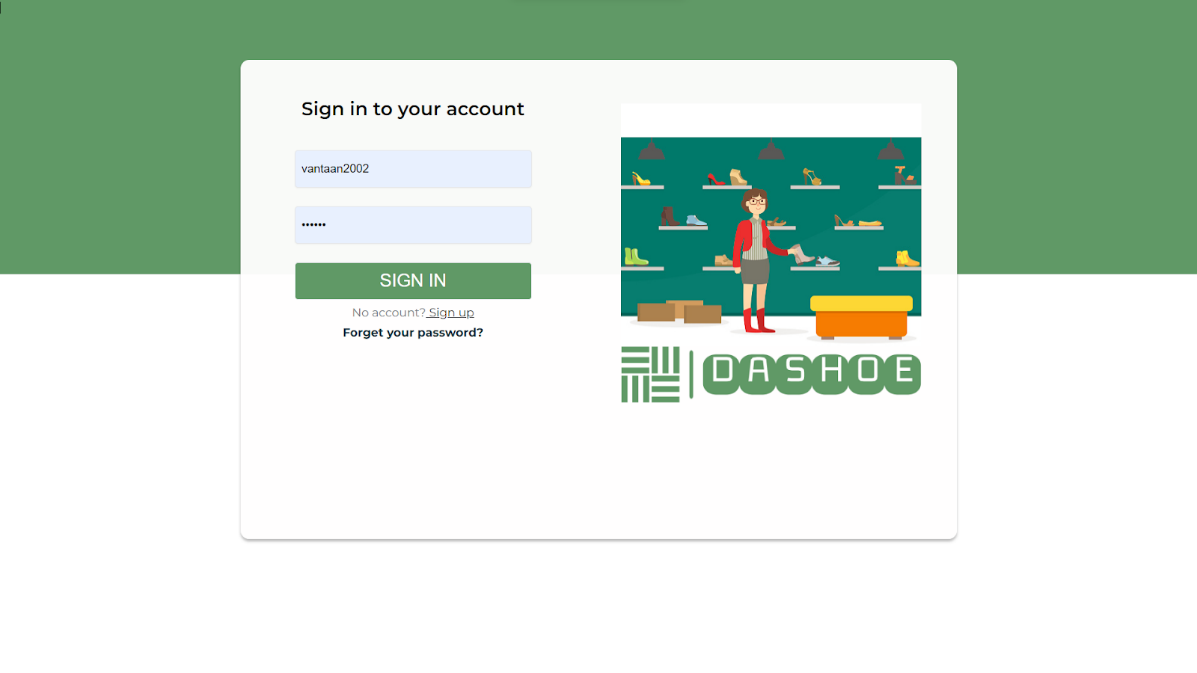 Sign in to your account
vantaan2002
••••••
SIGN IN
No account? Sign up
Forget your password?
DASHOE